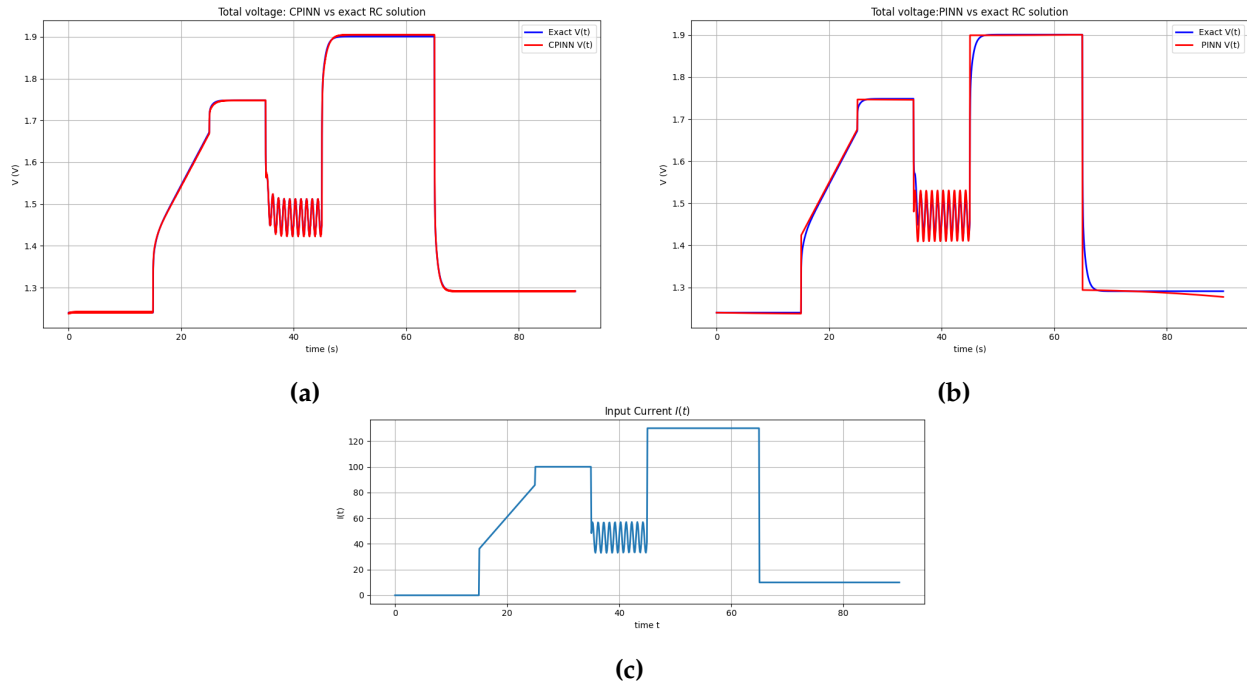 Total voltage: CPINN vs exact RC solution
Exact V(t)
CPINN V(t)
V (V)
1.9
1.8
1.7
1.6
1.5
1.4
1.3
0 20 40 60 80
time (s)
(a)
Total voltage:PINN vs exact RC solution
Exact V(t)
PINN V(t)
V (V)
1.9
1.8
1.7
1.6
1.5
1.4
1.3
0 20 40 60 80
time (s)
(b)
Input Current I(t)
I(t)
120
100
80
60
40
20
0
0 20 40 60 80
time t
(c)